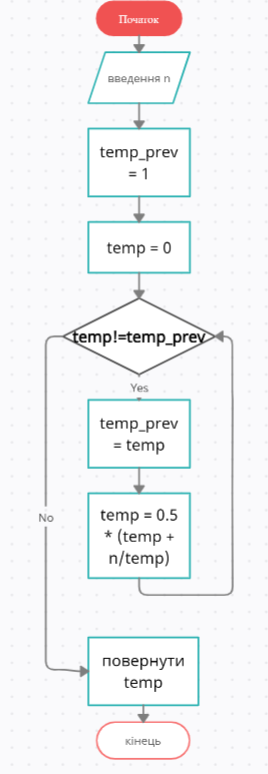 Початок
введення n
temp_prev
= 1
temp = 0
temp!=temp_prev
Yes
temp_prev
= temp
temp = 0.5
* (temp +
n/temp)
No
повернути
temp
кінець